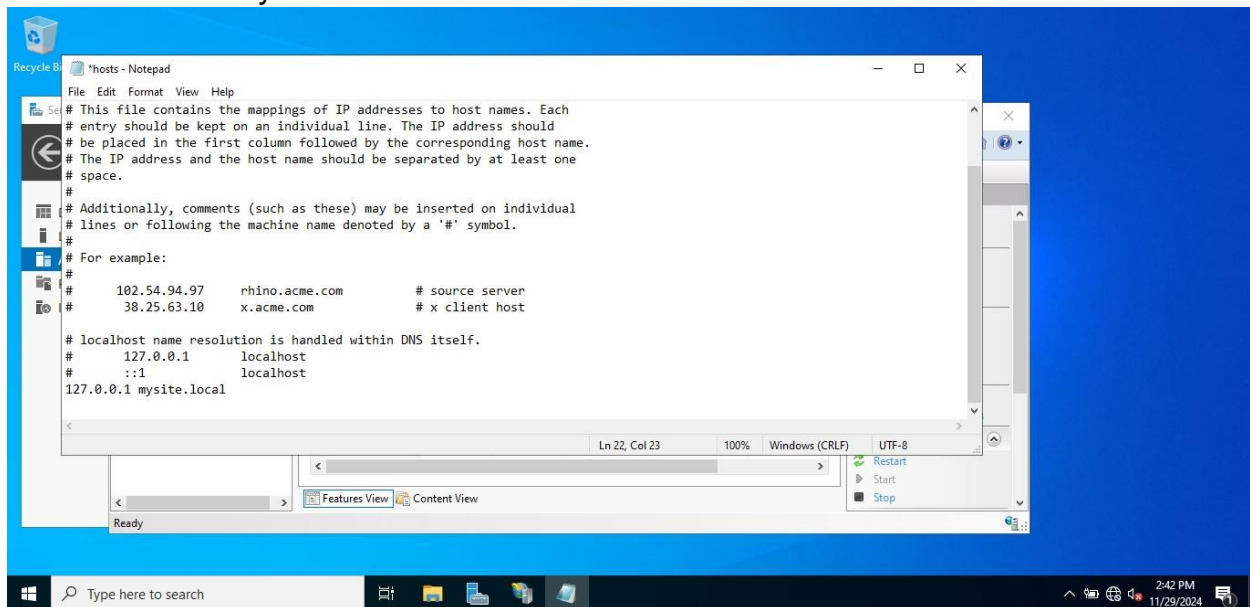 Recycle Bi
*hosts - Notepad
File Edit Format View Help
# This file contains the mappings of IP addresses to host names. Each
# entry should be kept on an individual line. The IP address should
# be placed in the first column followed by the corresponding host name.
# The IP address and the host name should be separated by at least one
# space.
#
# Additionally, comments (such as these) may be inserted on individual
# lines or following the machine name denoted by a '#' symbol.
#
# For example:
#
#      102.54.94.97     rhino.acme.com          # source server
#       38.25.63.10     x.acme.com              # x client host

# localhost name resolution is handled within DNS itself.
#       127.0.0.1       localhost
#       ::1             localhost
127.0.0.1 mysite.local
Ln 22, Col 23 100% Windows (CRLF) UTF-8
Restart
Start
Features View Content View Stop
Ready
Type here to search
2:42 PM
11/29/2024